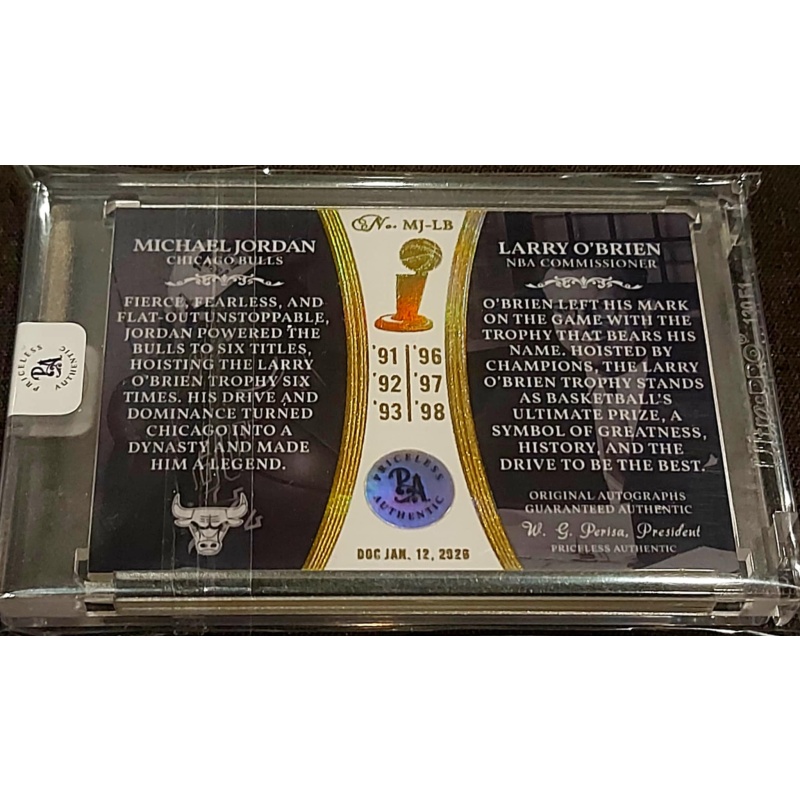 No. MJ-LB
MICHAEL JORDAN
CHICAGO BULLS
FIERCE, FEARLESS, AND
FLAT-OUT UNSTOPPABLE,
JORDAN POWERED THE
BULLS TO SIX TITLES,
HOISTING THE LARRY
O'BRIEN TROPHY SIX
TIMES. HIS DRIVE AND
DOMINANCE TURNED
CHICAGO INTO A
DYNASTY AND MADE
HIM A LEGEND.
'91 '96
'92 '97
'93 '98
PRICELESS
PA
AUTHENTIC
DOC JAN. 12, 2026
LARRY O'BRIEN
NBA COMMISSIONER
O'BRIEN LEFT HIS MARK
ON THE GAME WITH THE
TROPHY THAT BEARS HIS
NAME. HOISTED BY
CHAMPIONS, THE LARRY
O'BRIEN TROPHY STANDS
AS BASKETBALL'S
ULTIMATE PRIZE, A
SYMBOL OF GREATNESS,
HISTORY, AND THE
DRIVE TO BE THE BEST.
ORIGINAL AUTOGRAPHS
GUARANTEED AUTHENTIC
W. G. Perisa, President
PRICELESS AUTHENTIC
PRICELESS
PA
AUTHENTIC